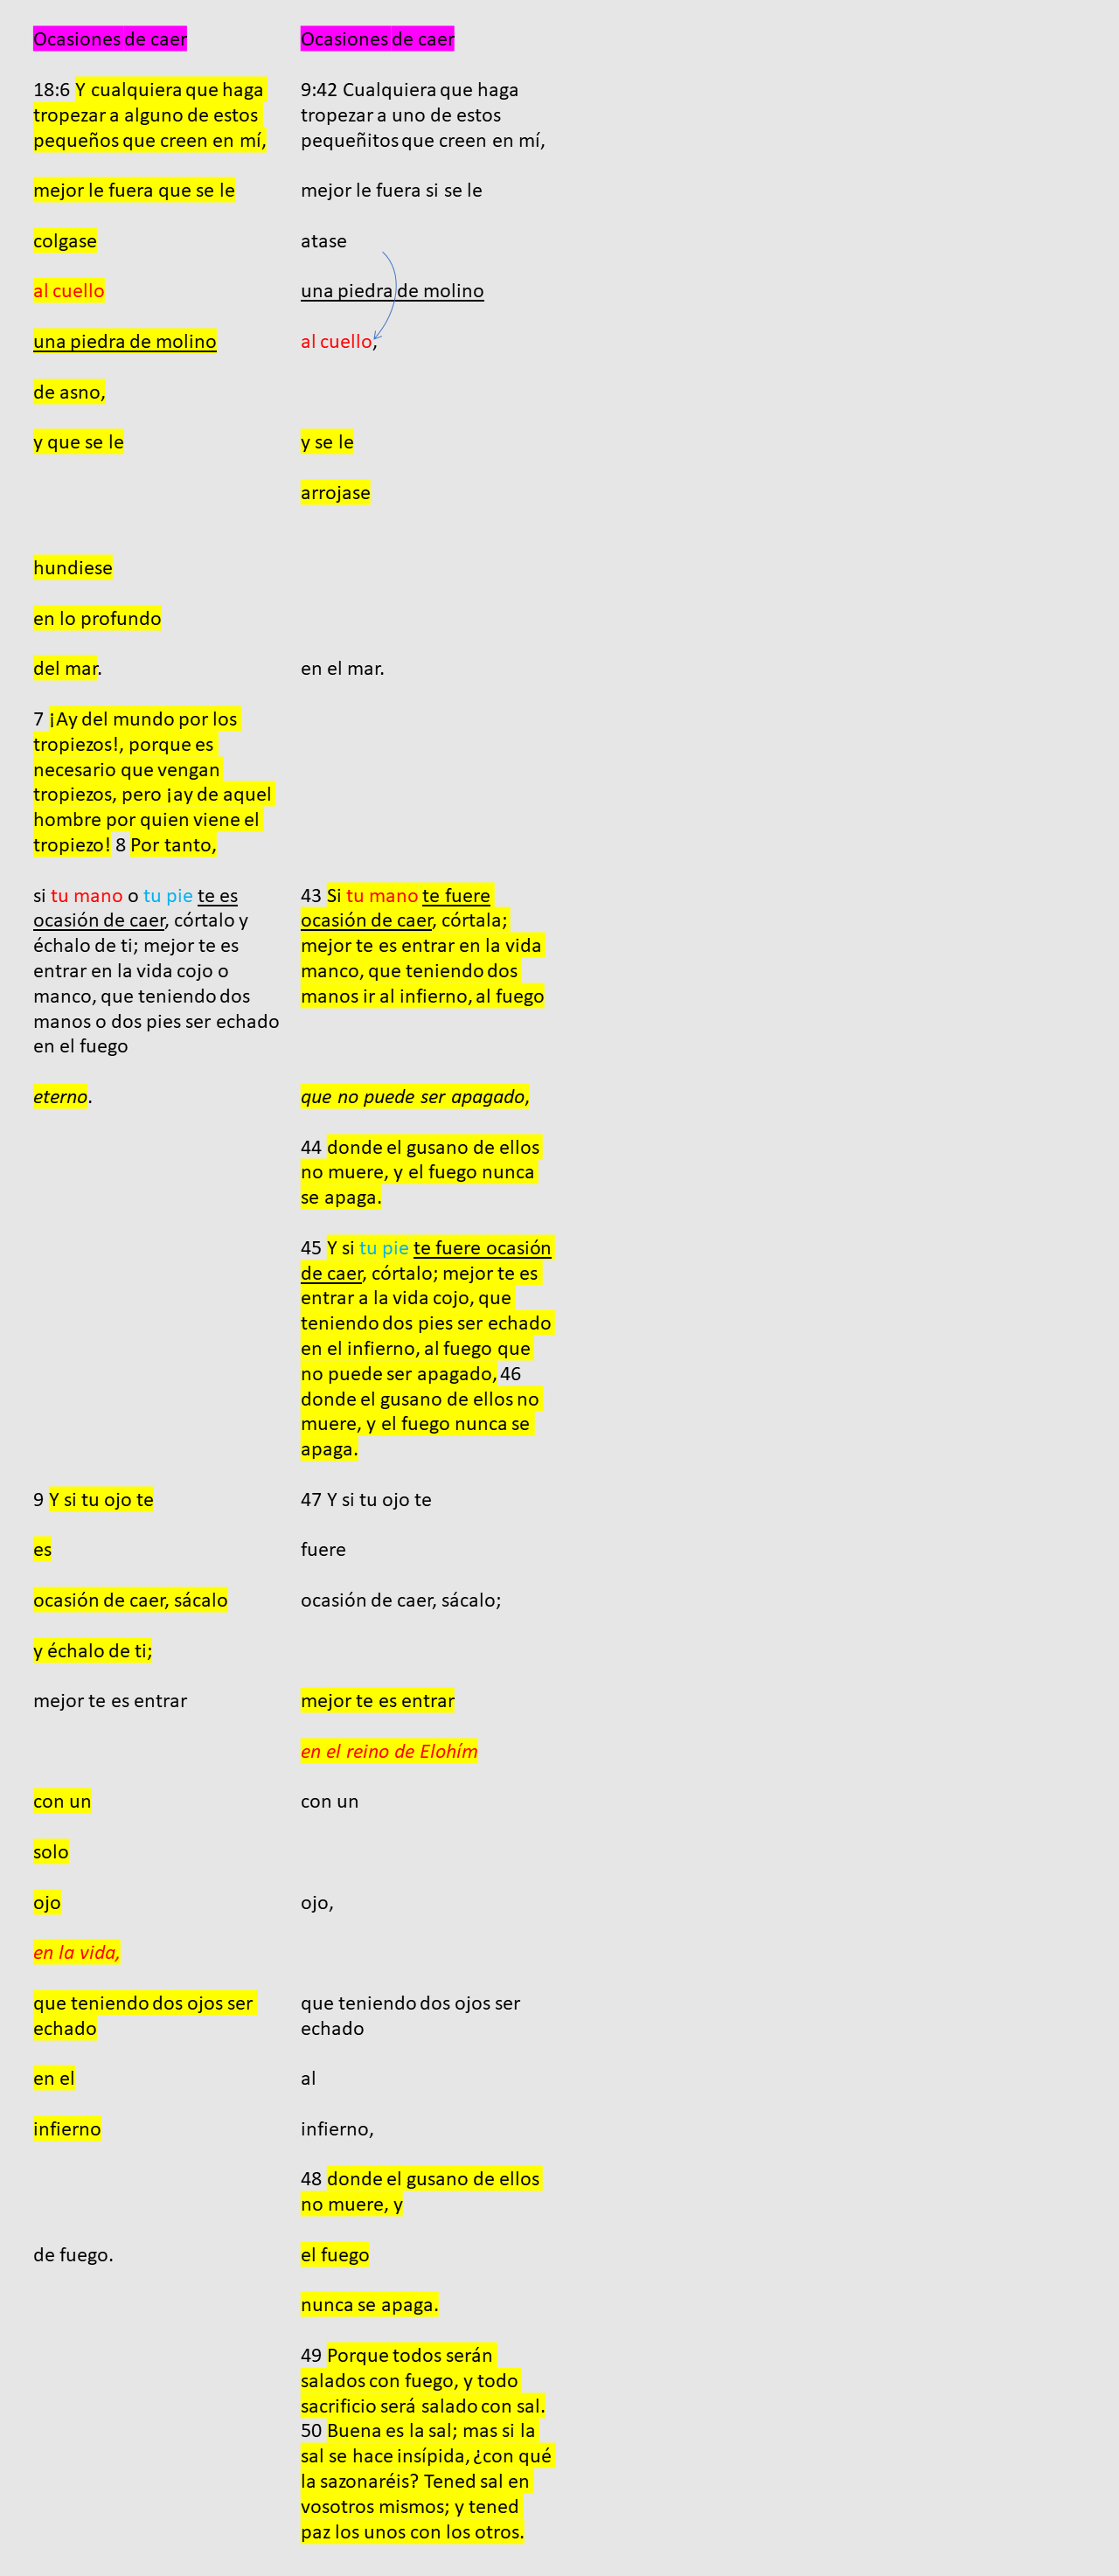 Ocasiones de caer
18:6 Y cualquiera que haga
tropezar a alguno de estos
pequeños que creen en mí,
mejor le fuera que se le
colgase
al cuello
una piedra de molino
de asno,
y que se le
hundiese
en lo profundo
del mar.
7 ¡Ay del mundo por los
tropiezos!, porque es
necesario que vengan
tropiezos, pero ¡ay de aquel
hombre por quien viene el
tropiezo! 8 Por tanto,
si tu mano o tu pie te es
ocasión de caer, córtalo y
échalo de ti; mejor te es
entrar en la vida cojo o
manco, que teniendo dos
manos o dos pies ser echado
en el fuego
eterno.
9 Y si tu ojo te
es
ocasión de caer, sácalo
y échalo de ti;
mejor te es entrar
con un
solo
ojo
en la vida,
que teniendo dos ojos ser
echado
en el
infierno
de fuego.
Ocasiones de caer
9:42 Cualquiera que haga
tropezar a uno de estos
pequeñitos que creen en mí,
mejor le fuera si se le
atase
una piedra de molino
al cuello,
y se le
arrojase
en el mar.
43 Si tu mano te fuere
ocasión de caer, córtala;
mejor te es entrar en la vida
manco, que teniendo dos
manos ir al infierno, al fuego
que no puede ser apagado,
44 donde el gusano de ellos
no muere, y el fuego nunca
se apaga.
45 Y si tu pie te fuere ocasión
de caer, córtalo; mejor te es
entrar a la vida cojo, que
teniendo dos pies ser echado
en el infierno, al fuego que
no puede ser apagado, 46
donde el gusano de ellos no
muere, y el fuego nunca se
apaga.
47 Y si tu ojo te
fuere
ocasión de caer, sácalo;
mejor te es entrar
en el reino de Elohím
con un
ojo,
que teniendo dos ojos ser
echado
al
infierno,
48 donde el gusano de ellos
no muere, y
el fuego
nunca se apaga.
49 Porque todos serán
salados con fuego, y todo
sacrificio será salado con sal.
50 Buena es la sal; mas si la
sal se hace insípida, ¿con qué
la sazonaréis? Tened sal en
vosotros mismos; y tened
paz los unos con los otros.